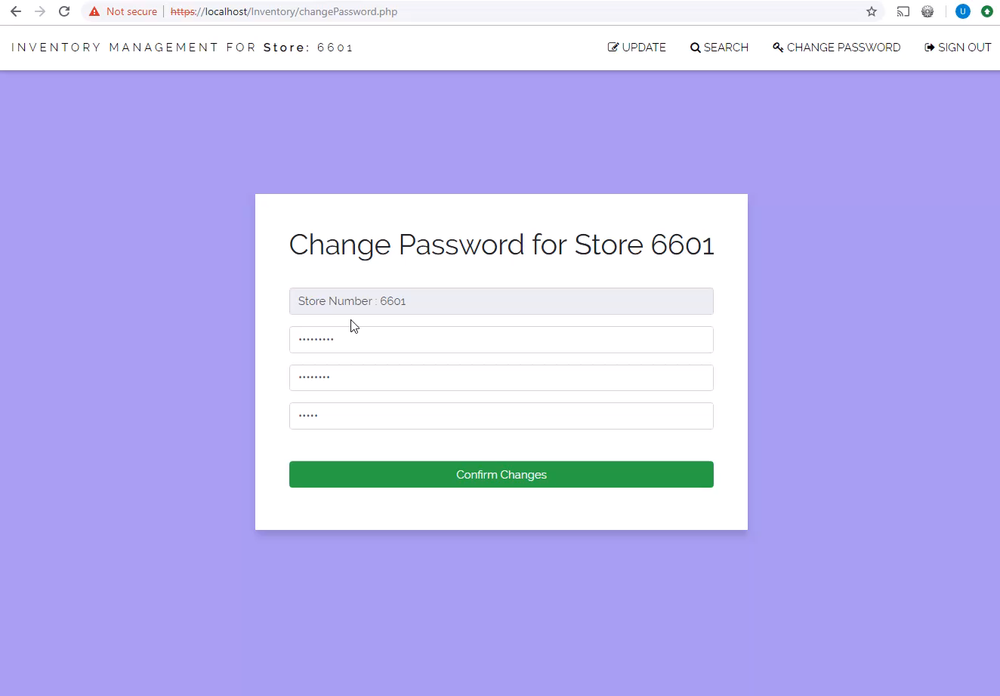 Not secure | https://localhost/Inventory/changePassword.php
U
INVENTORY MANAGEMENT FOR Store: 6601
UPDATE
SEARCH
CHANGE PASSWORD
SIGN OUT
Change Password for Store 6601
Store Number : 6601
•••••••••
••••••••
•••••
Confirm Changes